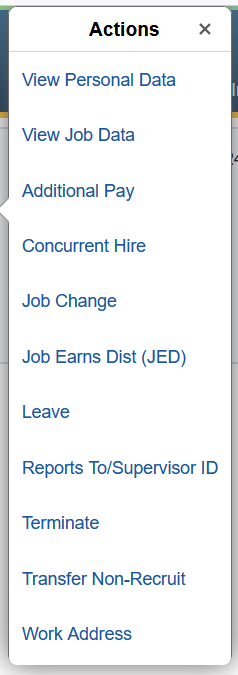 Actions ×
View Personal Data
View Job Data
Additional Pay
Concurrent Hire
Job Change
Job Earns Dist (JED)
Leave
Reports To/Supervisor ID
Terminate
Transfer Non-Recruit
Work Address